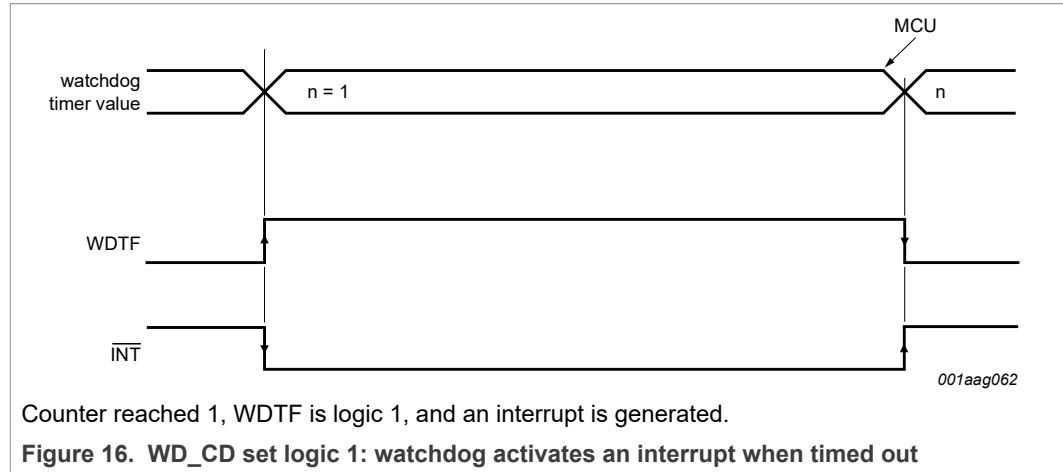 MCU
watchdog
timer value
n = 1
n
WDTF
INT
001aag062
Counter reached 1, WDTF is logic 1, and an interrupt is generated.
Figure 16. WD_CD set logic 1: watchdog activates an interrupt when timed out